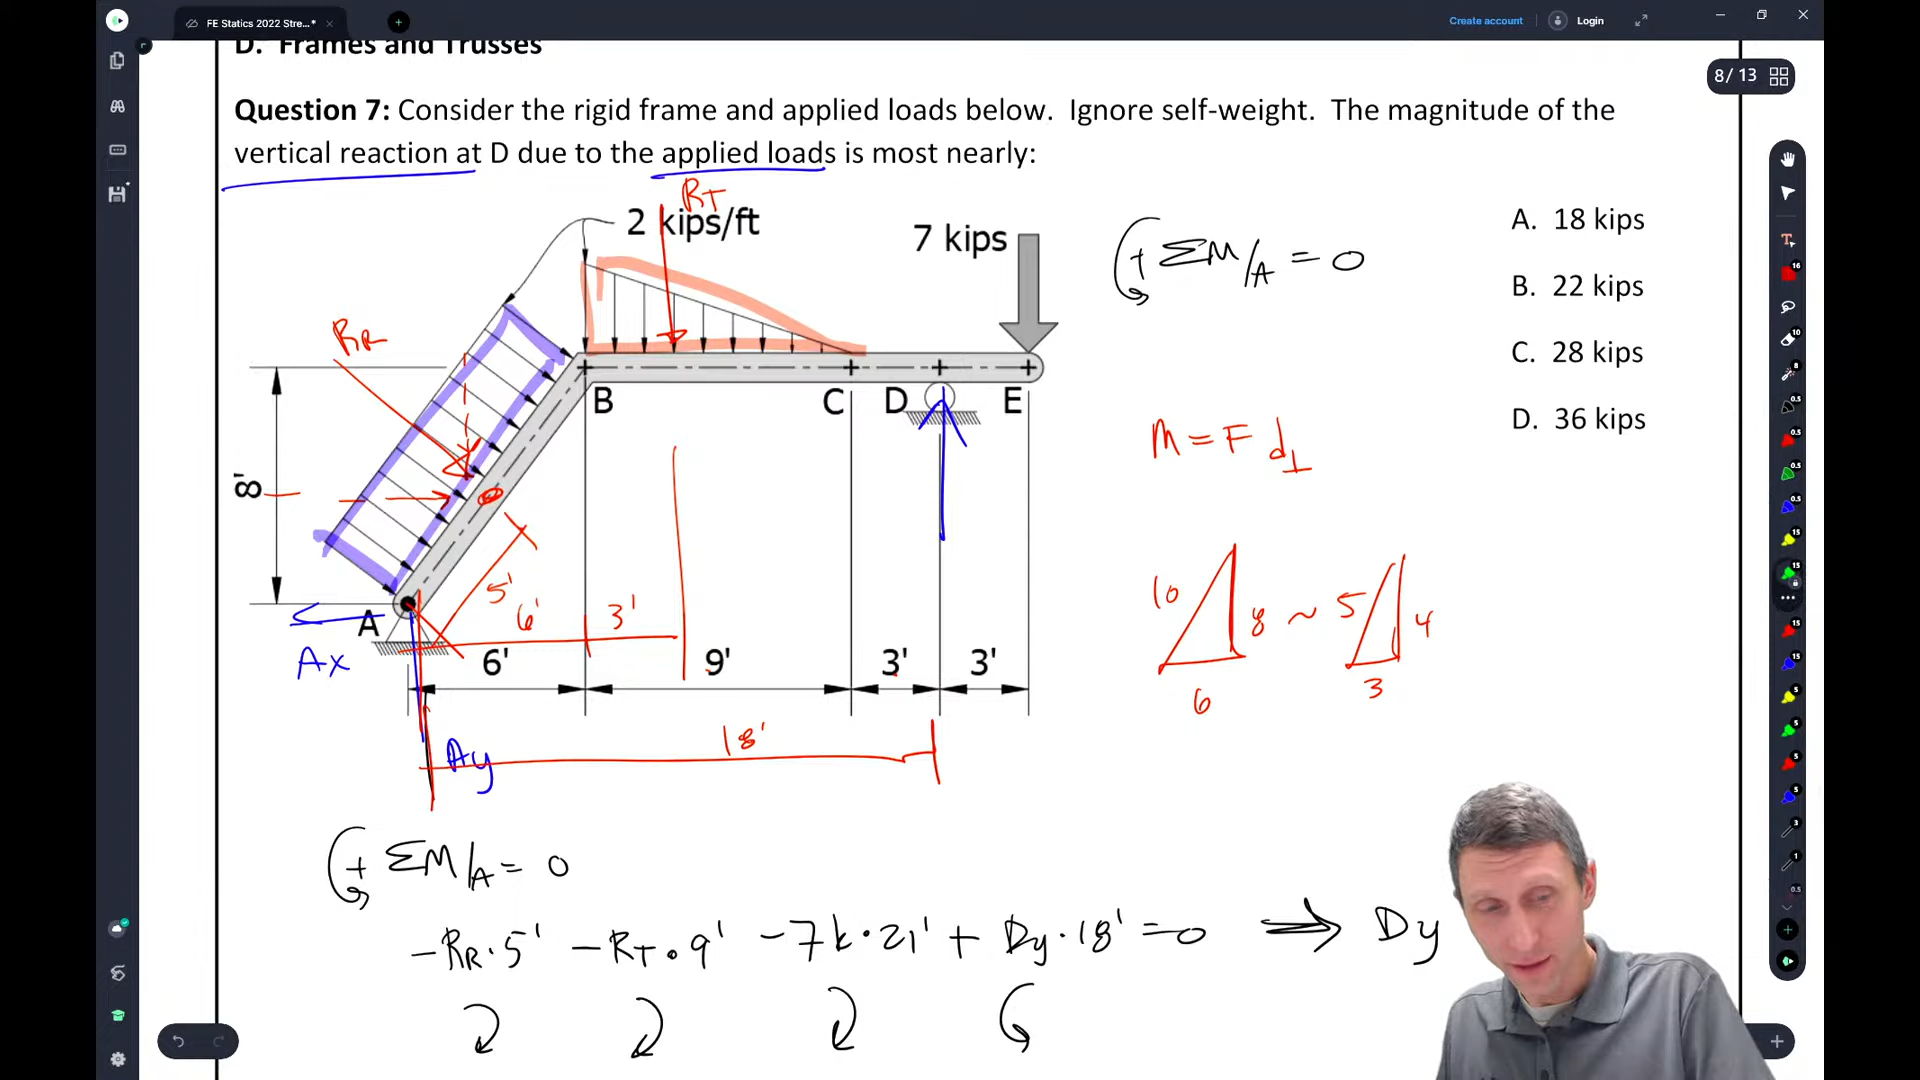 FE Statics 2022 Stre...*
Create account
Login
8/ 13
D. Frames and Trusses
Question 7: Consider the rigid frame and applied loads below. Ignore self-weight. The magnitude of the
vertical reaction at D due to the applied loads is most nearly:
RT
2 kips/ft
7 kips
+ ΣM/A = 0
A. 18 kips
B. 22 kips
C. 28 kips
D. 36 kips
RR
B
C
D
E
M = F d⊥
8'
5'
6'
3'
A
Ax
6'
9'
3'
3'
10
8
~
5
4
6
3
18'
Ay
+ ΣM/A = 0
-RR·5' -RT·9' -7k·21' + Dy·18' = 0 ⇒ Dy